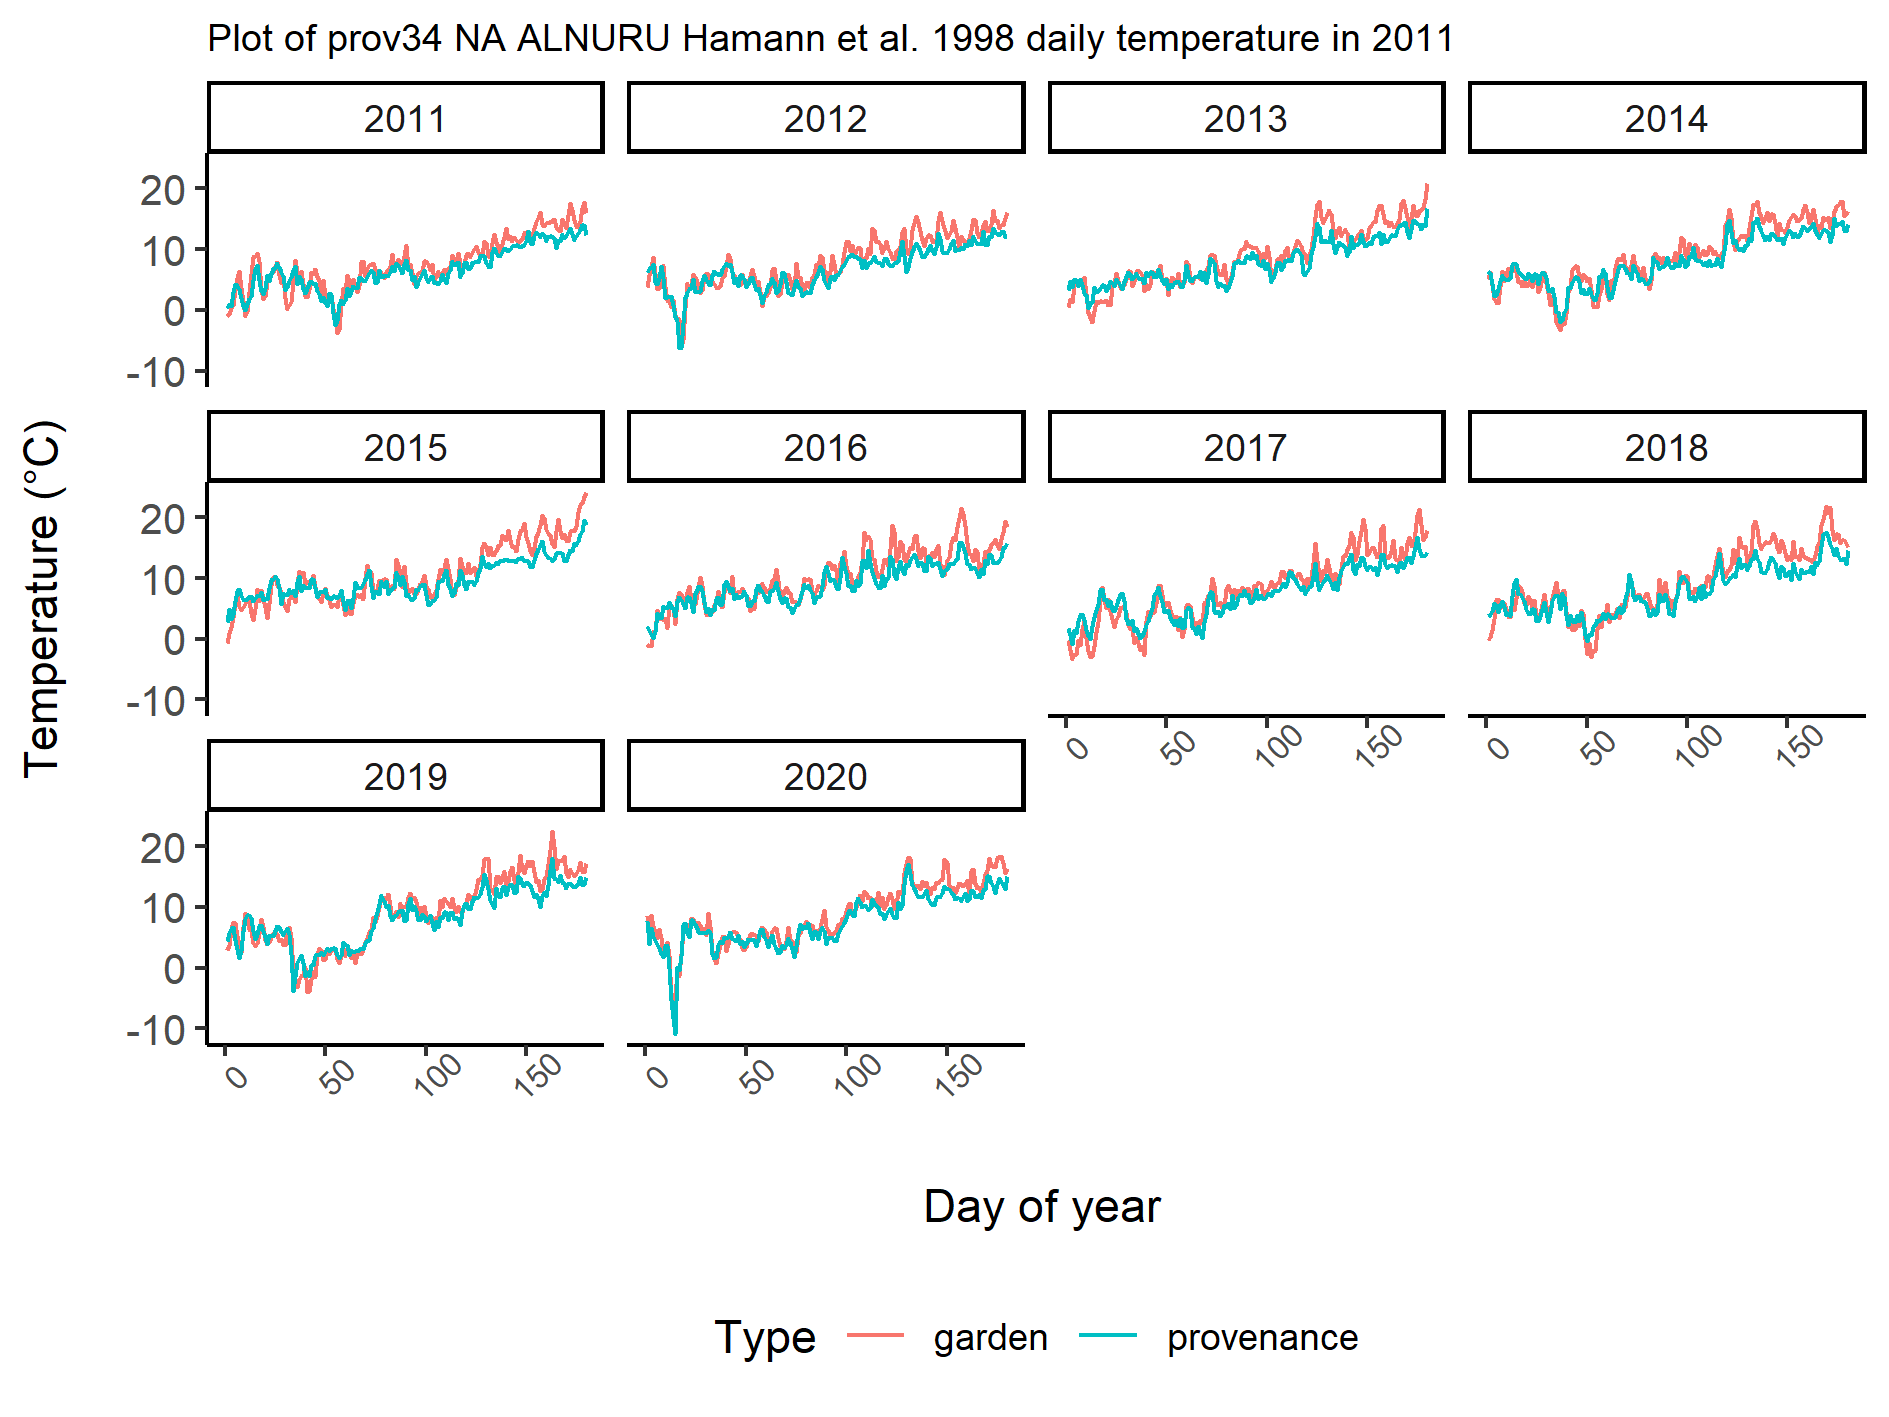 Plot of prov34 NA ALNURU Hamann et al. 1998 daily temperature in 2011
2011 2012 2013 2014
20
10
0
-10
2015 2016 2017 2018
20
10
0
-10
0 50 100 150 0 50 100 150
2019 2020
20
10
0
-10
0 50 100 150 0 50 100 150
Temperature (°C)
Day of year
Type garden provenance